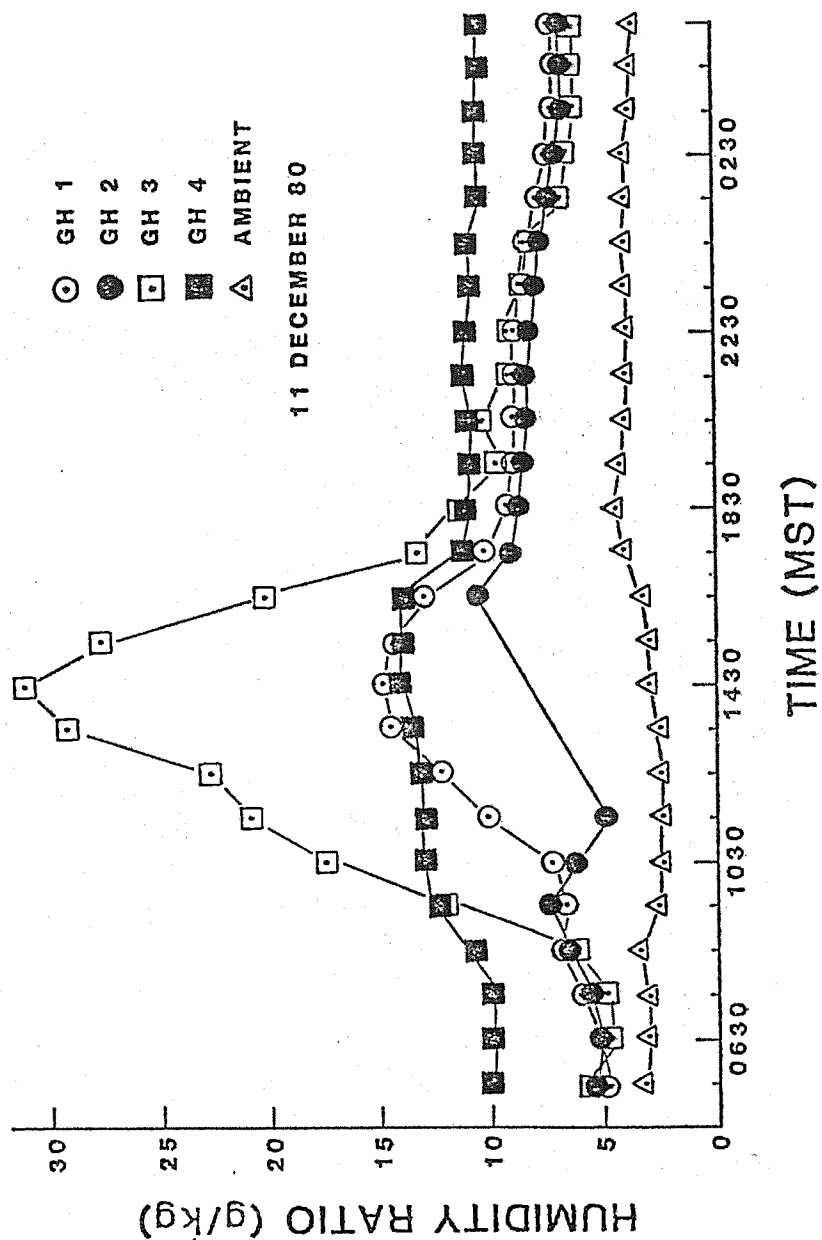 GH 1
GH 2
GH 3
GH 4
AMBIENT
11 DECEMBER 80
HUMIDITY RATIO (g/kg)
30
25
20
15
10
5
0
0630
1030
1430
1830
2230
0230
TIME (MST)